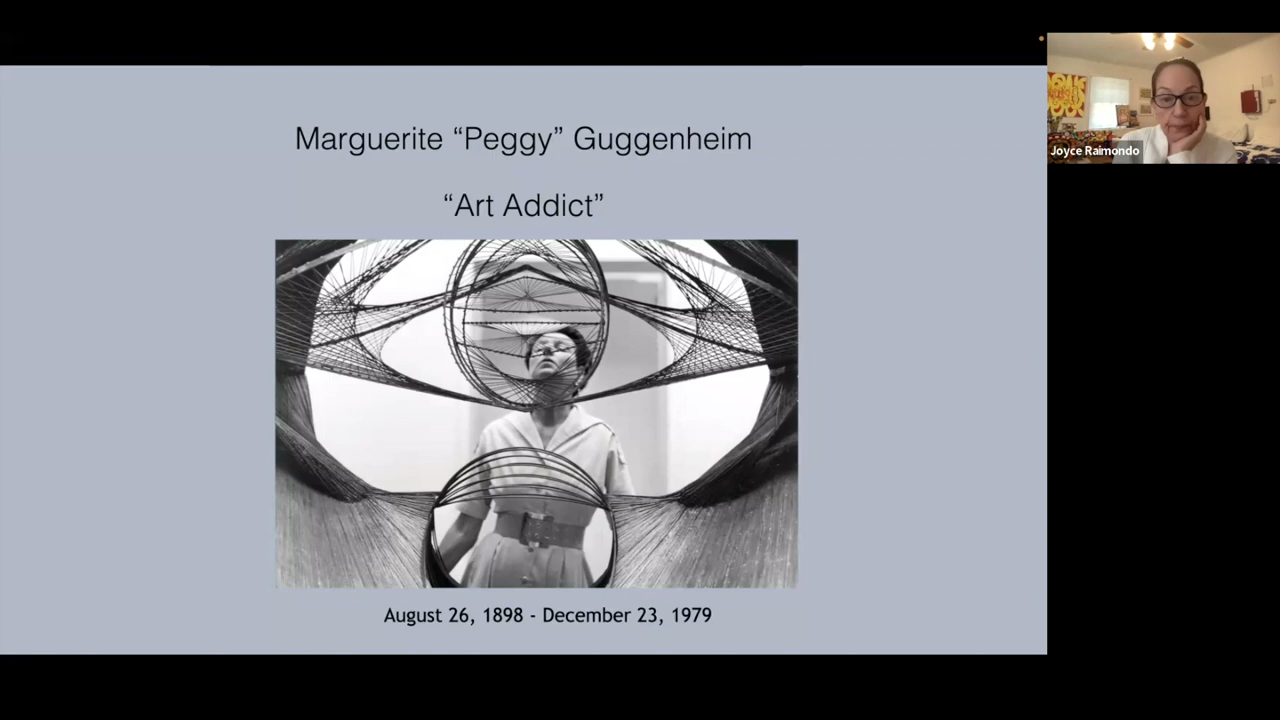 Marguerite “Peggy” Guggenheim
“Art Addict”
August 26, 1898 - December 23, 1979
Joyce Raimondo